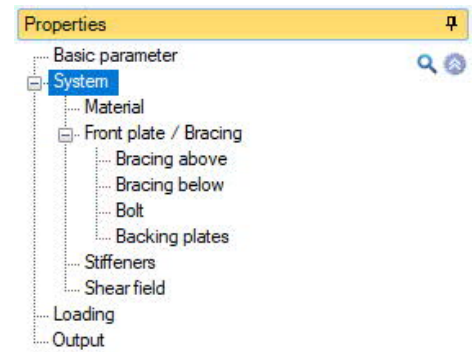 Properties
Basic parameter
System
Material
Front plate / Bracing
Bracing above
Bracing below
Bolt
Backing plates
Stiffeners
Shear field
Loading
Output